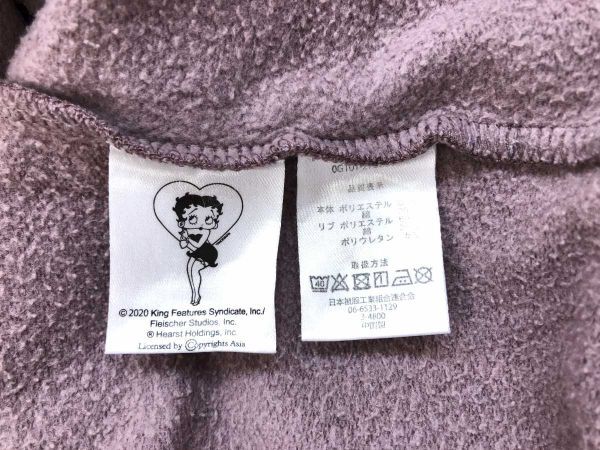 © 2020 King Features Syndicate, Inc./
Fleischer Studios, Inc.
® Hearst Holdings, Inc.
Licensed by Copyrights Asia
品質表示
本体 ポリエステル
綿
リブ ポリエステル
綿
ポリウレタン
取扱方法
40
日本被服工業組合連合会
06-6533-1129
J-4800